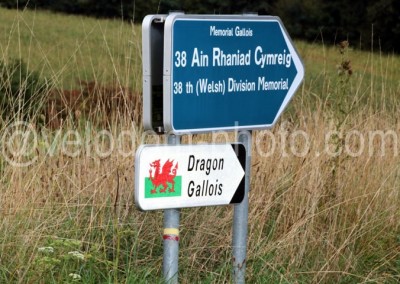 Memorial Gallois
38 Ain Rhaniad Cymreig
38 th (Welsh) Division Memorial
Dragon
Gallois